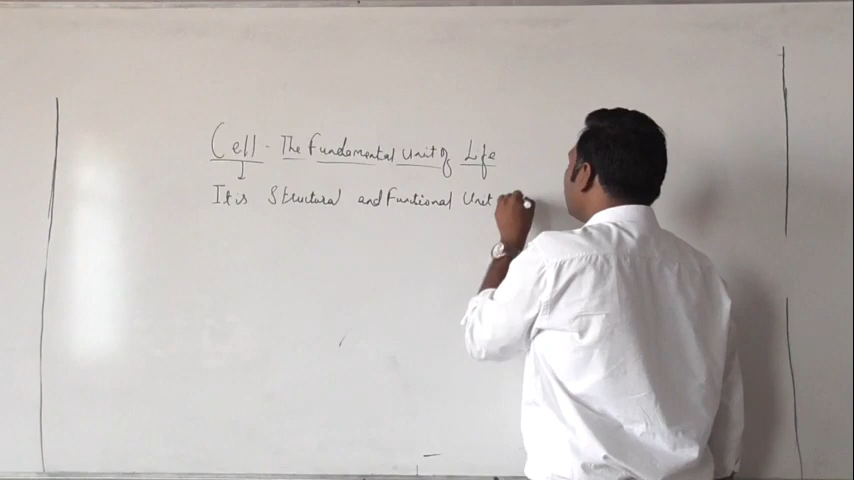 Cell - The Fundamental Unit of Life
It is Structural and Functional Unit